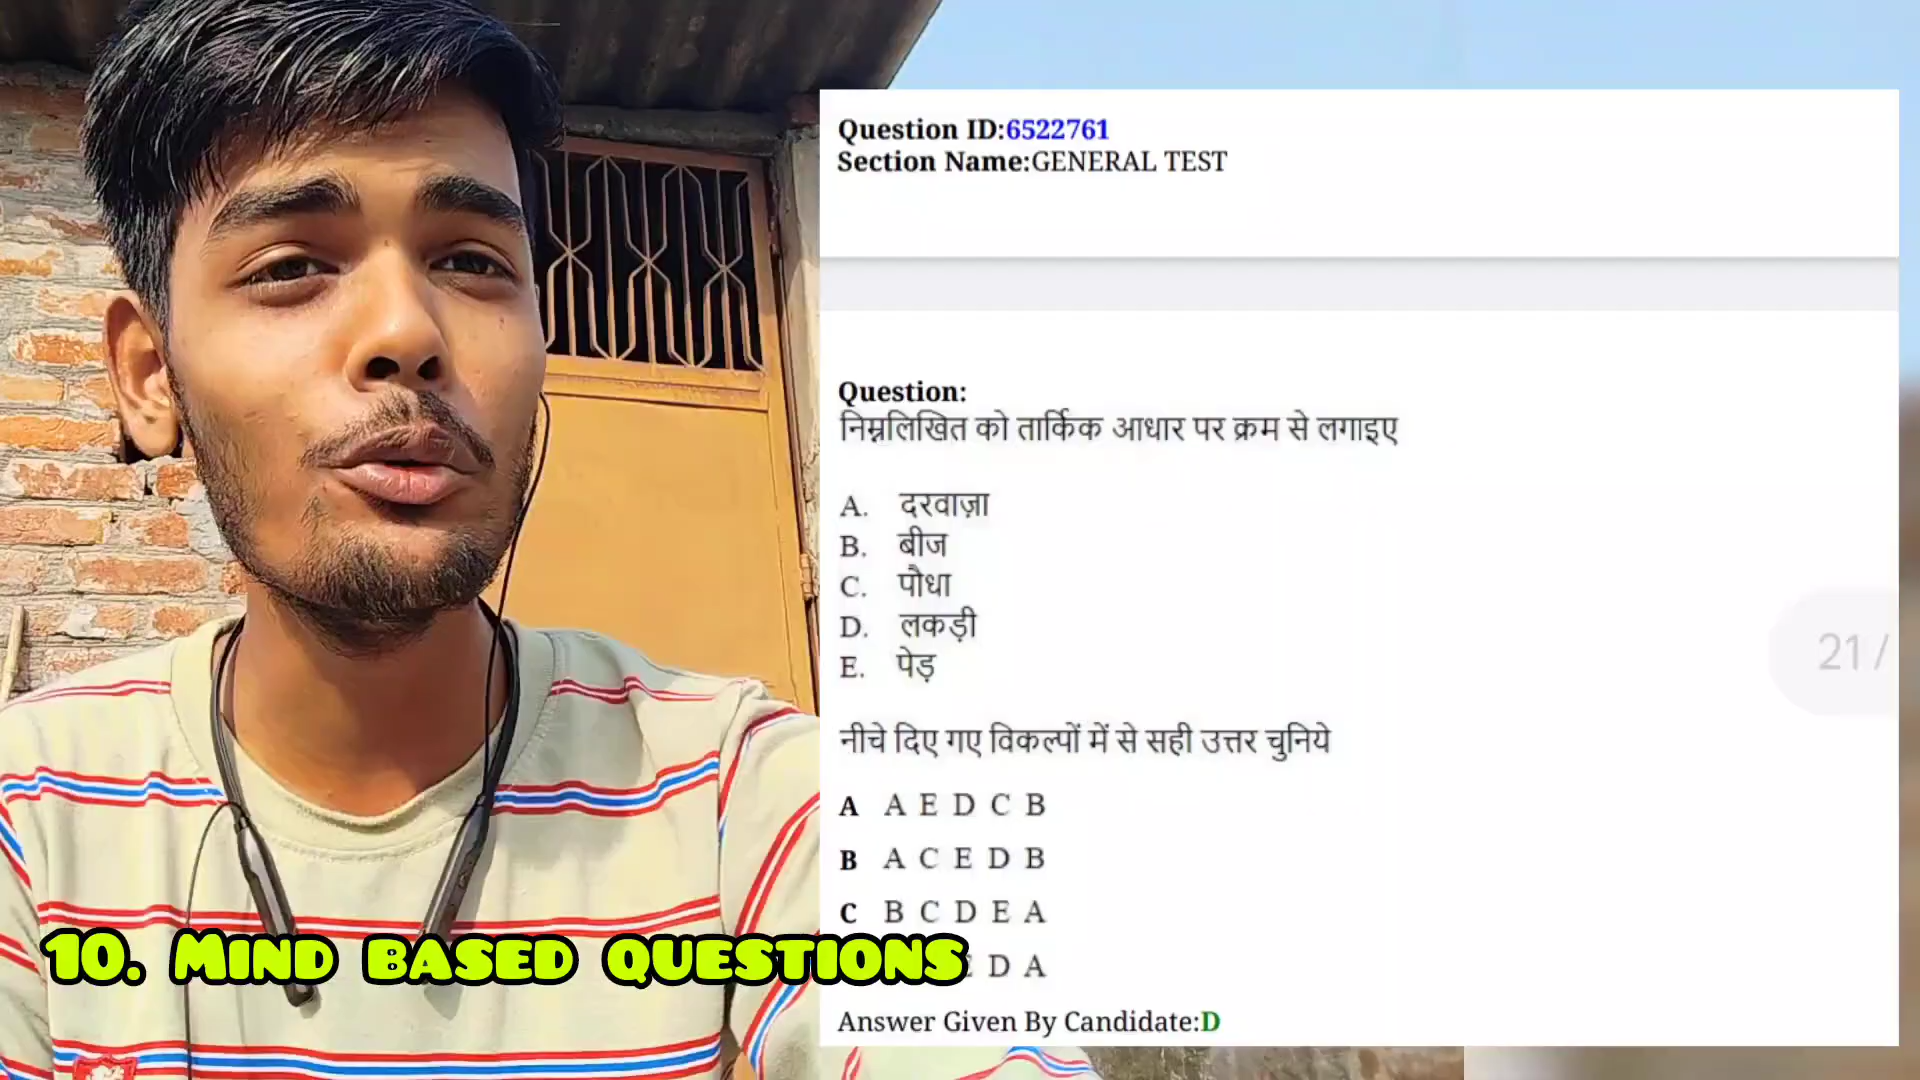 Question ID:6522761
Section Name:GENERAL TEST
Question:
निम्नलिखित को तार्किक आधार पर क्रम से लगाइए
A. दरवाज़ा
B. बीज
C. पौधा
D. लकड़ी
E. पेड़
21 /
नीचे दिए गए विकल्पों में से सही उत्तर चुनिये
A A E D C B
B A C E D B
C B C D E A
D A
10. MIND BASED QUESTIONS
Answer Given By Candidate:D